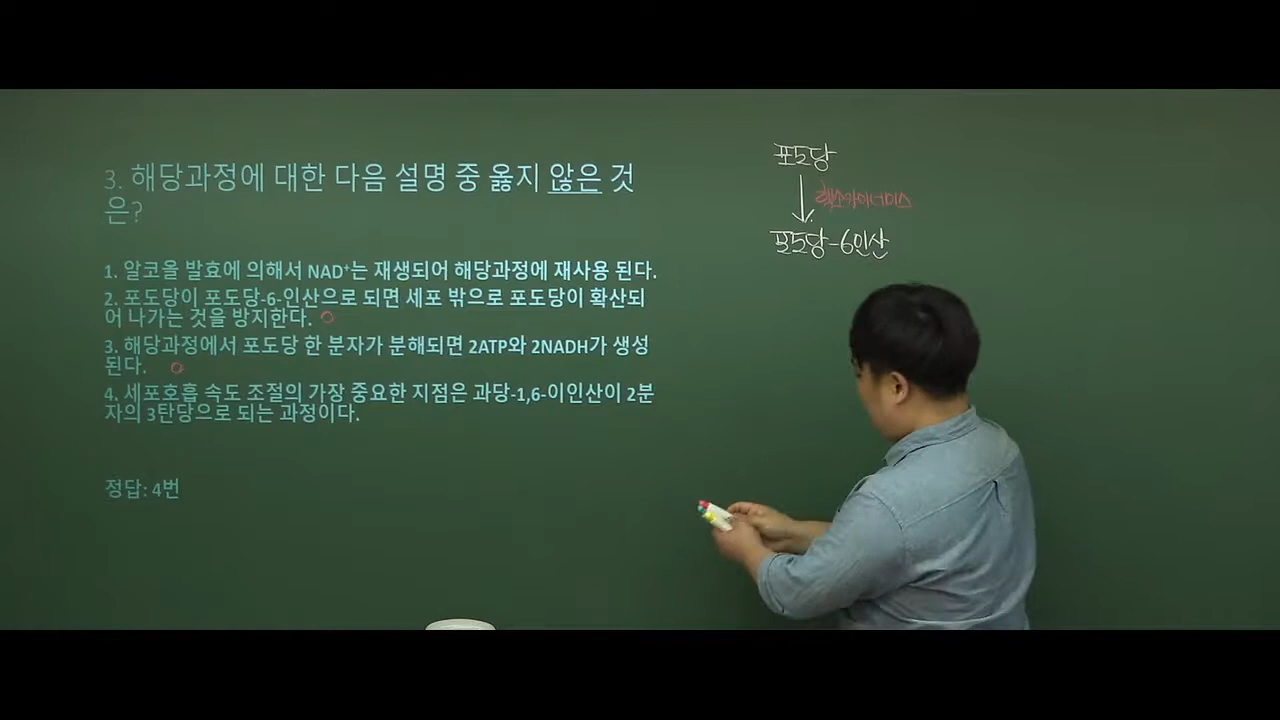 3. 해당과정에 대한 다음 설명 중 옳지 않은 것
은?
1. 알코올 발효에 의해서 NAD⁺는 재생되어 해당과정에 재사용 된다.
2. 포도당이 포도당-6-인산으로 되면 세포 밖으로 포도당이 확산되
어 나가는 것을 방지한다.
3. 해당과정에서 포도당 한 분자가 분해되면 2ATP와 2NADH가 생성
된다.
4. 세포호흡 속도 조절의 가장 중요한 지점은 과당-1,6-이인산이 2분
자의 3탄당으로 되는 과정이다.
정답: 4번
포도당
헥소카이네이스
포도당-6인산